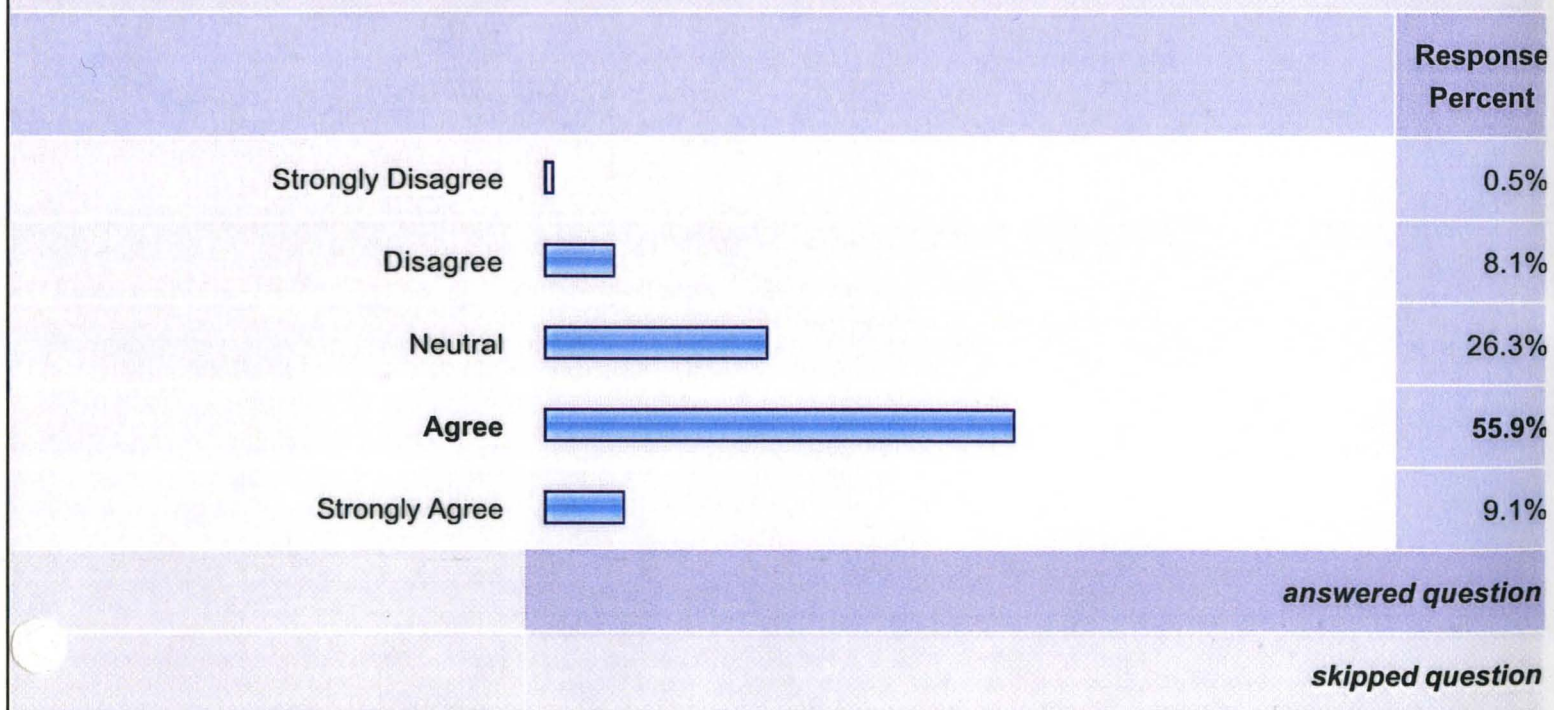 Response
Percent
Strongly Disagree 0.5%
Disagree 8.1%
Neutral 26.3%
Agree 55.9%
Strongly Agree 9.1%
answered question
skipped question